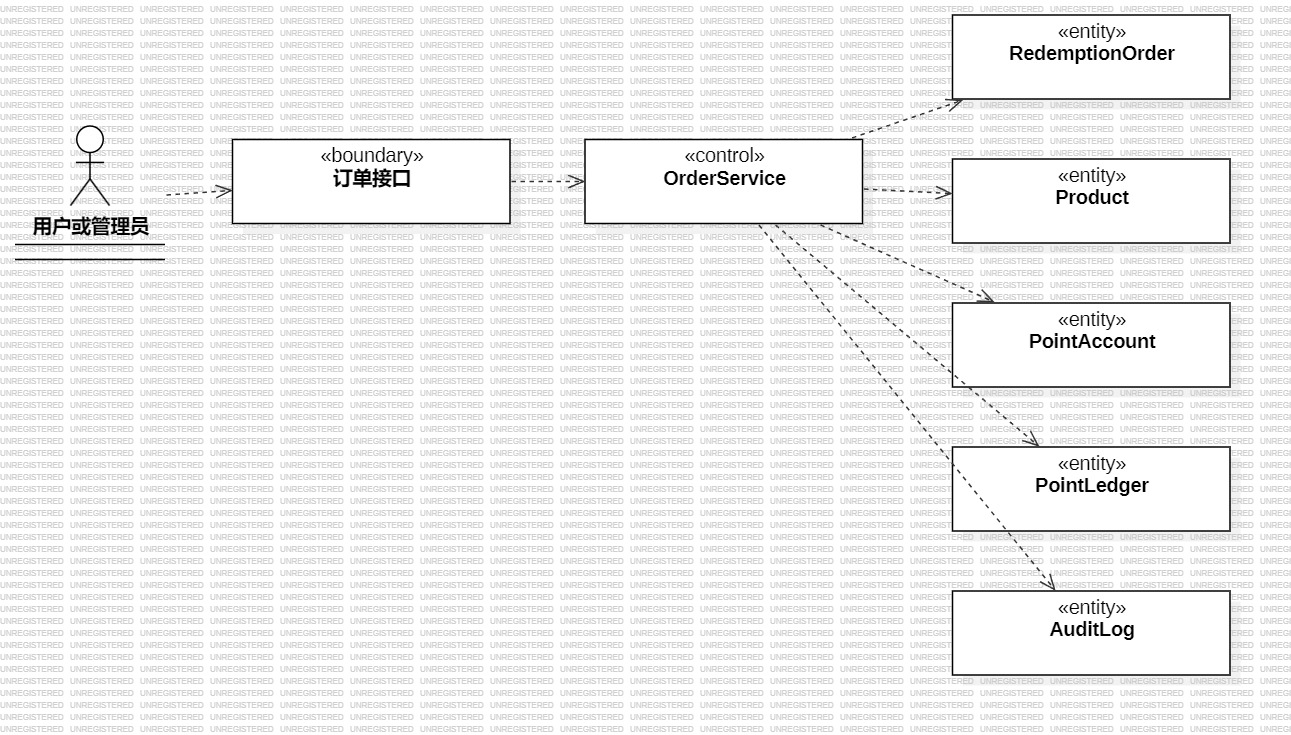 «entity»
RedemptionOrder
«boundary»
订单接口
«control»
OrderService
«entity»
Product
用户或管理员
«entity»
PointAccount
«entity»
PointLedger
«entity»
AuditLog
UNREGISTERED